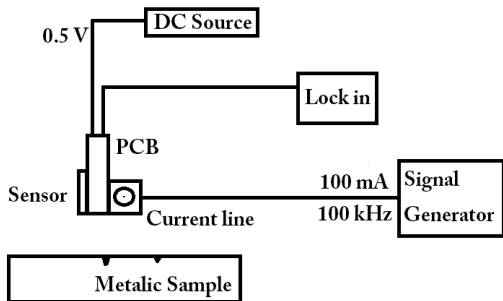 DC Source
0.5 V
Lock in
PCB
Sensor
100 mA
Signal
Current line
100 kHz
Generator
Metalic Sample